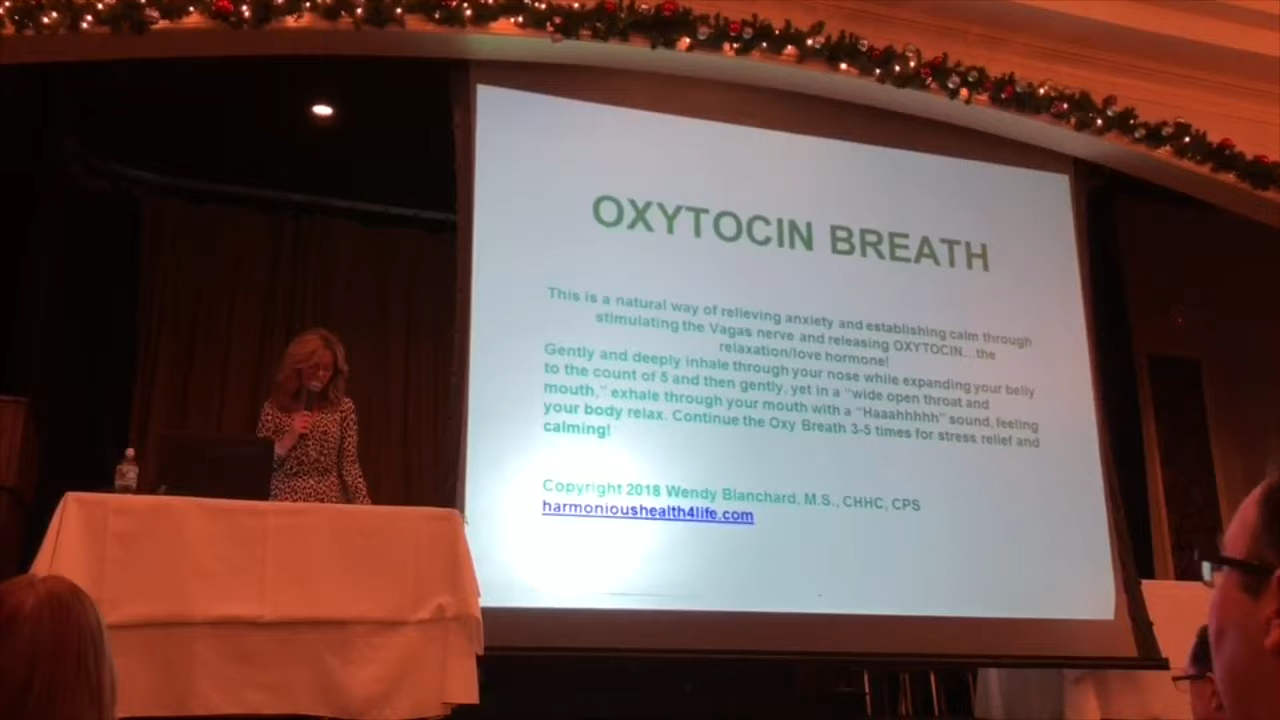 OXYTOCIN BREATH
This is a natural way of relieving anxiety and establishing calm through
stimulating the Vagas nerve and releasing OXYTOCIN...the
relaxation/love hormone!
Gently and deeply inhale through your nose while expanding your belly
to the count of 5 and then gently, yet in a "wide open throat and
mouth," exhale through your mouth with a "Haaahhhhh" sound, feeling
your body relax. Continue the Oxy Breath 3-5 times for stress relief and
calming!
Copyright 2018 Wendy Blanchard, M.S., CHHC, CPS
harmonioushealth4life.com